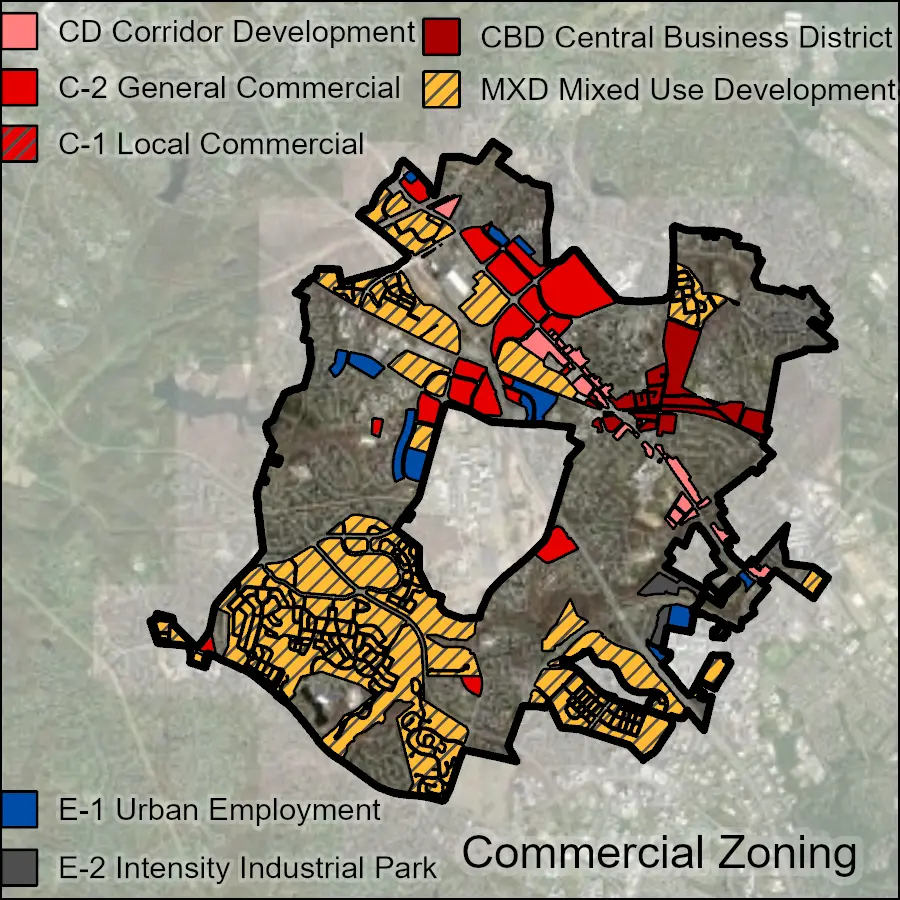 CD Corridor Development
CBD Central Business District
C-2 General Commercial
MXD Mixed Use Development
C-1 Local Commercial
E-1 Urban Employment
E-2 Intensity Industrial Park
Commercial Zoning